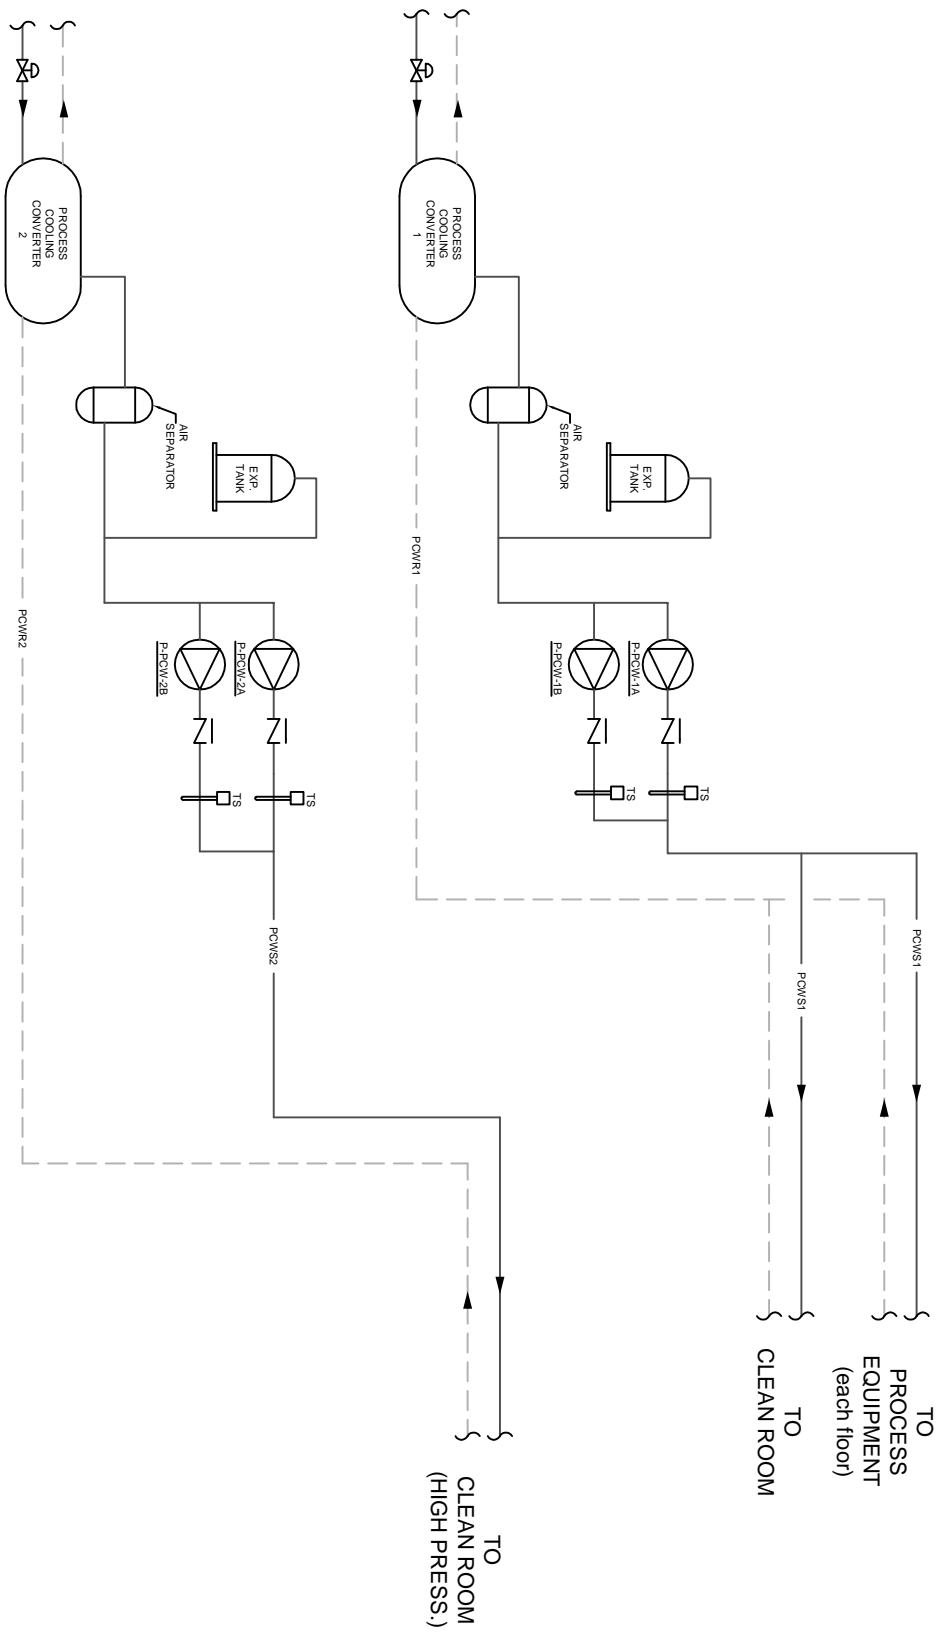 PROCESS
COOLING
CONVERTER
1
AIR
SEPARATOR
EXP.
TANK
PCWR1
P-PCW-1A
P-PCW-1B
TS
TS
PCWS1
PCWS1
TO
PROCESS
EQUIPMENT
(each floor)
TO
CLEAN ROOM
PROCESS
COOLING
CONVERTER
2
AIR
SEPARATOR
EXP.
TANK
PCWR2
P-PCW-2A
P-PCW-2B
TS
TS
PCWS2
TO
CLEAN ROOM
(HIGH PRESS.)